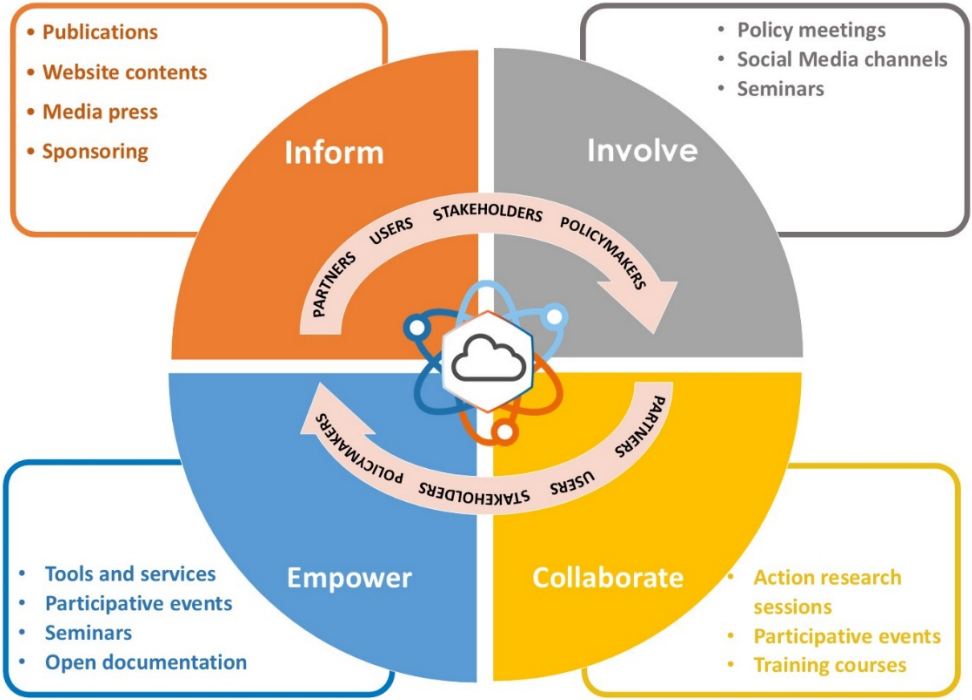 • Publications
• Website contents
• Media press
• Sponsoring
• Policy meetings
• Social Media channels
• Seminars
Inform
Involve
PARTNERS USERS STAKEHOLDERS POLICYMAKERS
PARTNERS USERS STAKEHOLDERS POLICYMAKERS
Empower
Collaborate
• Tools and services
• Participative events
• Seminars
• Open documentation
• Action research
sessions
• Participative events
• Training courses